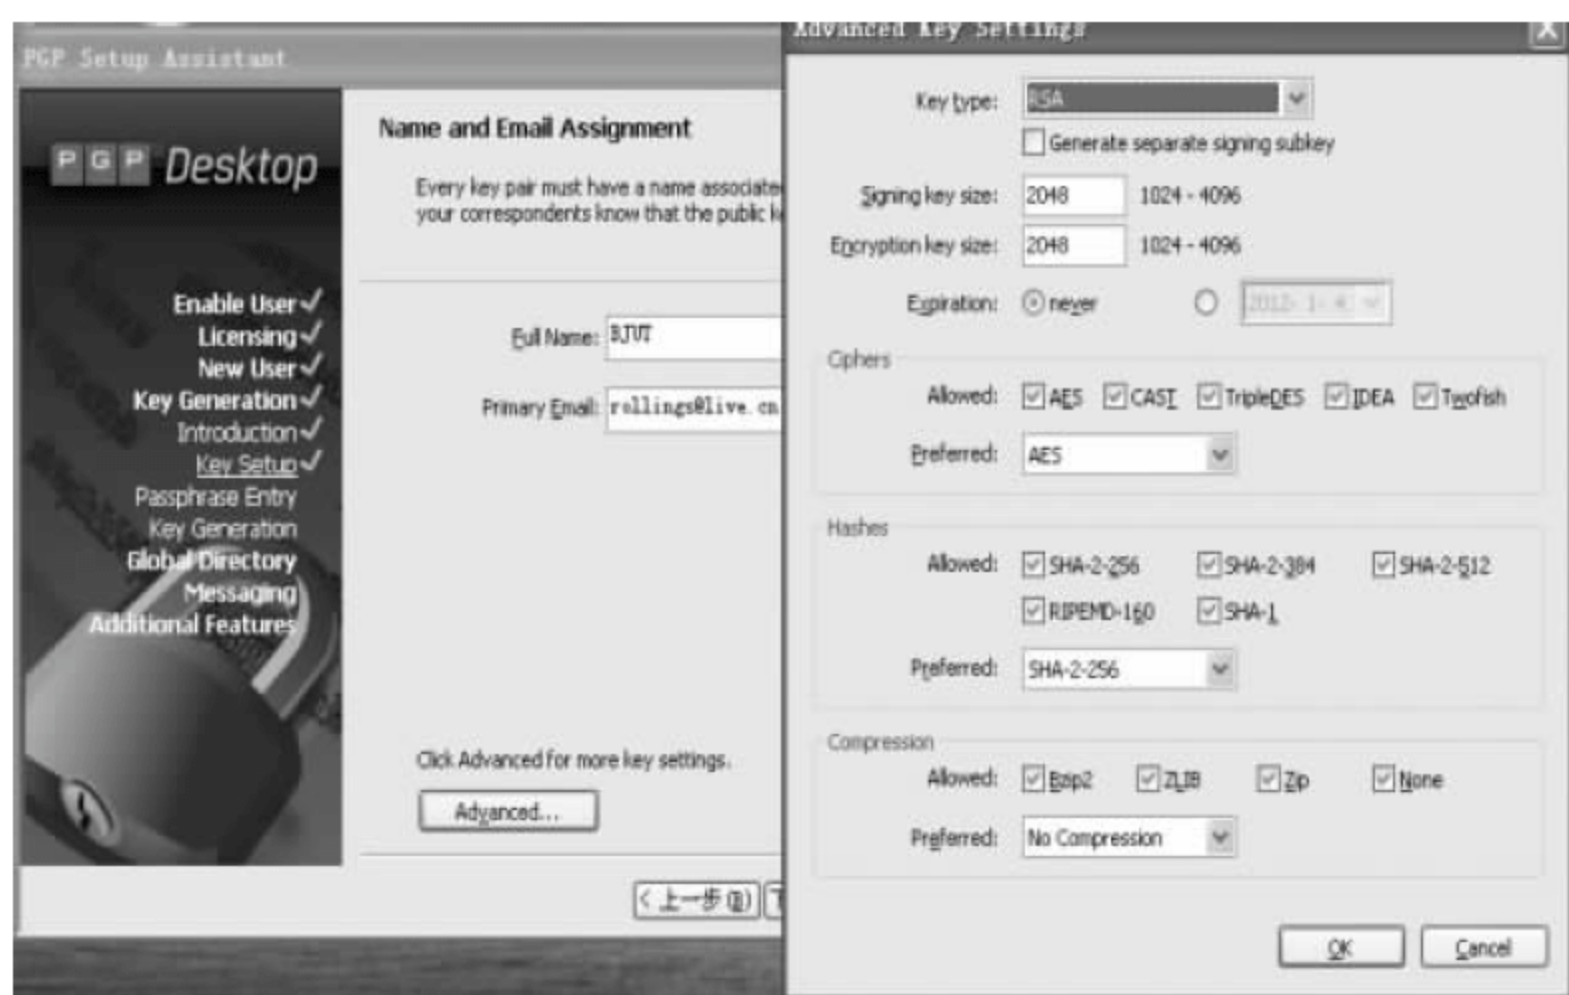 PGP Setup Assistant
PGP Desktop
Enable User
Licensing
New User
Key Generation
Introduction
Key Setup
Passphrase Entry
Key Generation
Global Directory
Messaging
Additional Features
Name and Email Assignment
Every key pair must have a name associated
your correspondents know that the public k
Full Name: BJUT
Primary Email: rollings@live.cn
Click Advanced for more key settings.
Advanced...
< 上一步(B)
Advanced Key Settings
Key type: RSA
Generate separate signing subkey
Signing key size: 2048 1024 - 4096
Encryption key size: 2048 1024 - 4096
Expiration: never 2012- 1- 4
Ciphers
Allowed: AES CAST TripleDES IDEA Twofish
Preferred: AES
Hashes
Allowed: SHA-2-256 SHA-2-384 SHA-2-512
RIPEMD-160 SHA-1
Preferred: SHA-2-256
Compression
Allowed: Bzip2 ZLIB Zip None
Preferred: No Compression
OK Cancel